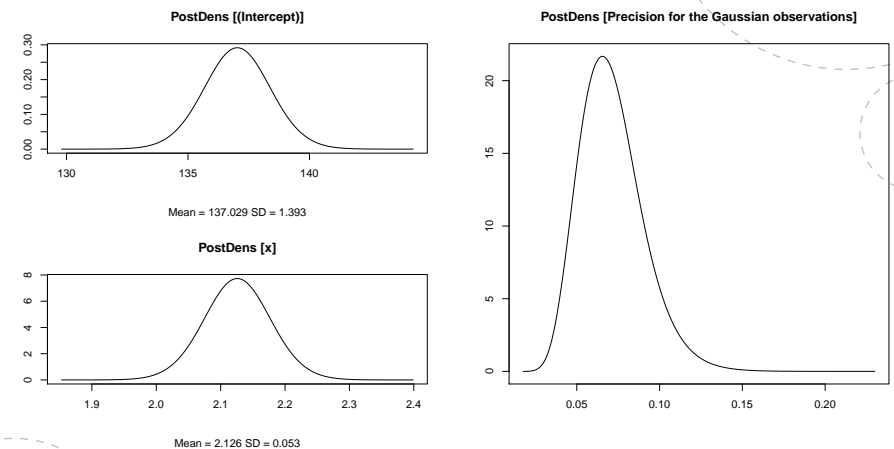 PostDens [(Intercept)]
0.00 0.10 0.20 0.30
130 135 140
Mean = 137.029 SD = 1.393
PostDens [x]
0 2 4 6 8
1.9 2.0 2.1 2.2 2.3 2.4
Mean = 2.126 SD = 0.053
PostDens [Precision for the Gaussian observations]
0 5 10 15 20
0.05 0.10 0.15 0.20